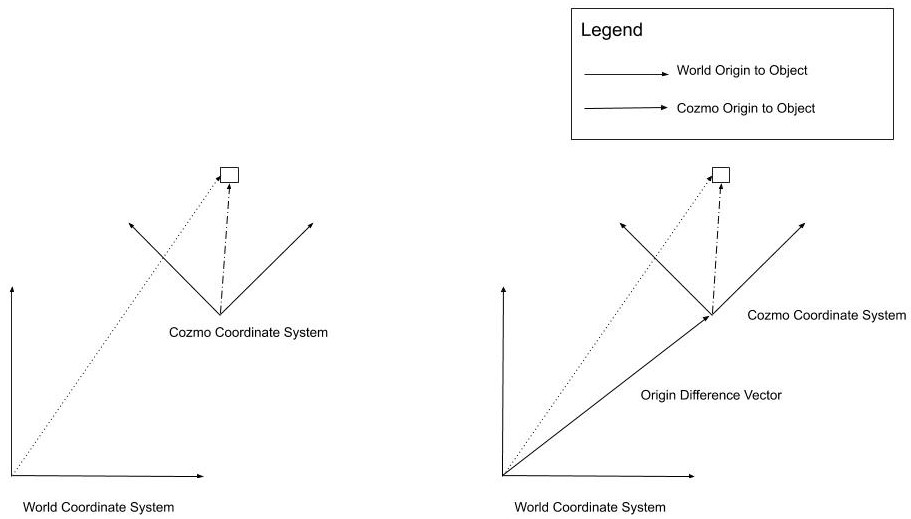 Legend
World Origin to Object
Cozmo Origin to Object
Cozmo Coordinate System
World Coordinate System
Cozmo Coordinate System
Origin Difference Vector
World Coordinate System